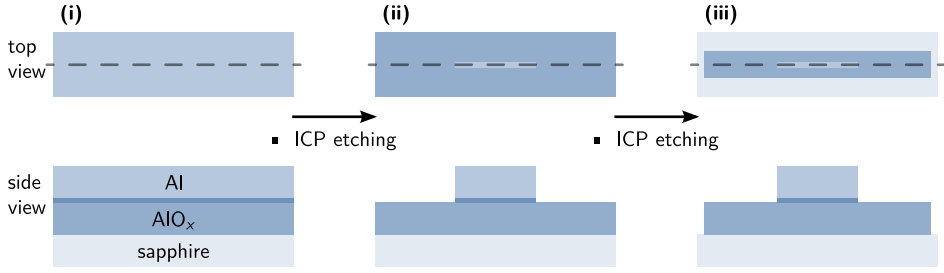 (i)
(ii)
(iii)
top
view
▪ ICP etching
▪ ICP etching
side
view
Al
AlOₓ
sapphire